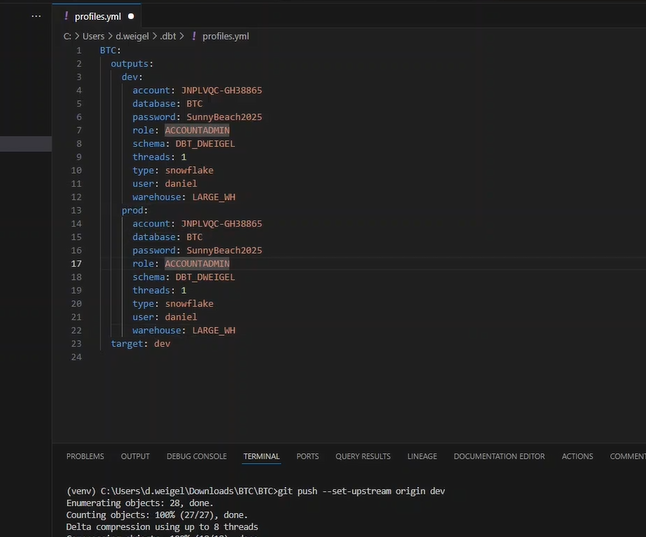 ... ! profiles.yml ●
C: > Users > d.weigel > .dbt > ! profiles.yml
1 BTC:
2 outputs:
3 dev:
4 account: JNPLVQC-GH38865
5 database: BTC
6 password: SunnyBeach2025
7 role: ACCOUNTADMIN
8 schema: DBT_DWEIGEL
9 threads: 1
10 type: snowflake
11 user: daniel
12 warehouse: LARGE_WH
13 prod:
14 account: JNPLVQC-GH38865
15 database: BTC
16 password: SunnyBeach2025
17 role: ACCOUNTADMIN
18 schema: DBT_DWEIGEL
19 threads: 1
20 type: snowflake
21 user: daniel
22 warehouse: LARGE_WH
23 target: dev
24
PROBLEMS OUTPUT DEBUG CONSOLE TERMINAL PORTS QUERY RESULTS LINEAGE DOCUMENTATION EDITOR ACTIONS COMMENT
(venv) C:\Users\d.weigel\Downloads\BTC\BTC>git push --set-upstream origin dev
Enumerating objects: 28, done.
Counting objects: 100% (27/27), done.
Delta compression using up to 8 threads